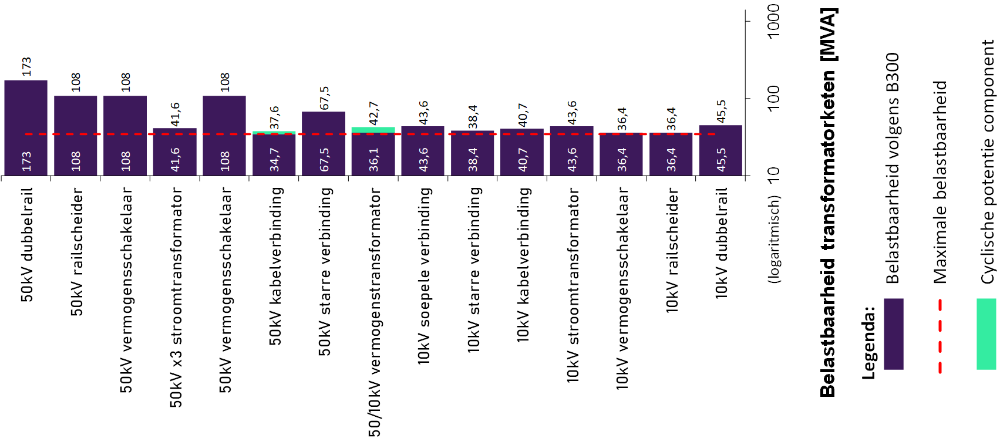 Belastbaarheid transformatorketen [MVA]
Legenda:
Belastbaarheid volgens B300
Maximale belastbaarheid
Cyclische potentie component
(logaritmisch) 10 100 1000
50kV dubbelrail 173 173
50kV railscheider 108 108
50kV vermogensschakelaar 108 108
50kV x3 stroomtransformator 41,6 41,6
50kV vermogensschakelaar 108 108
50kV kabelverbinding 34,7 37,6
50kV starre verbinding 67,5 67,5
50/10kV vermogenstransformator 36,1 42,7
10kV soepele verbinding 43,6 43,6
10kV starre verbinding 38,4 38,4
10kV kabelverbinding 40,7 40,7
10kV stroomtransformator 43,6 43,6
10kV vermogensschakelaar 36,4 36,4
10kV railscheider 36,4 36,4
10kV dubbelrail 45,5 45,5